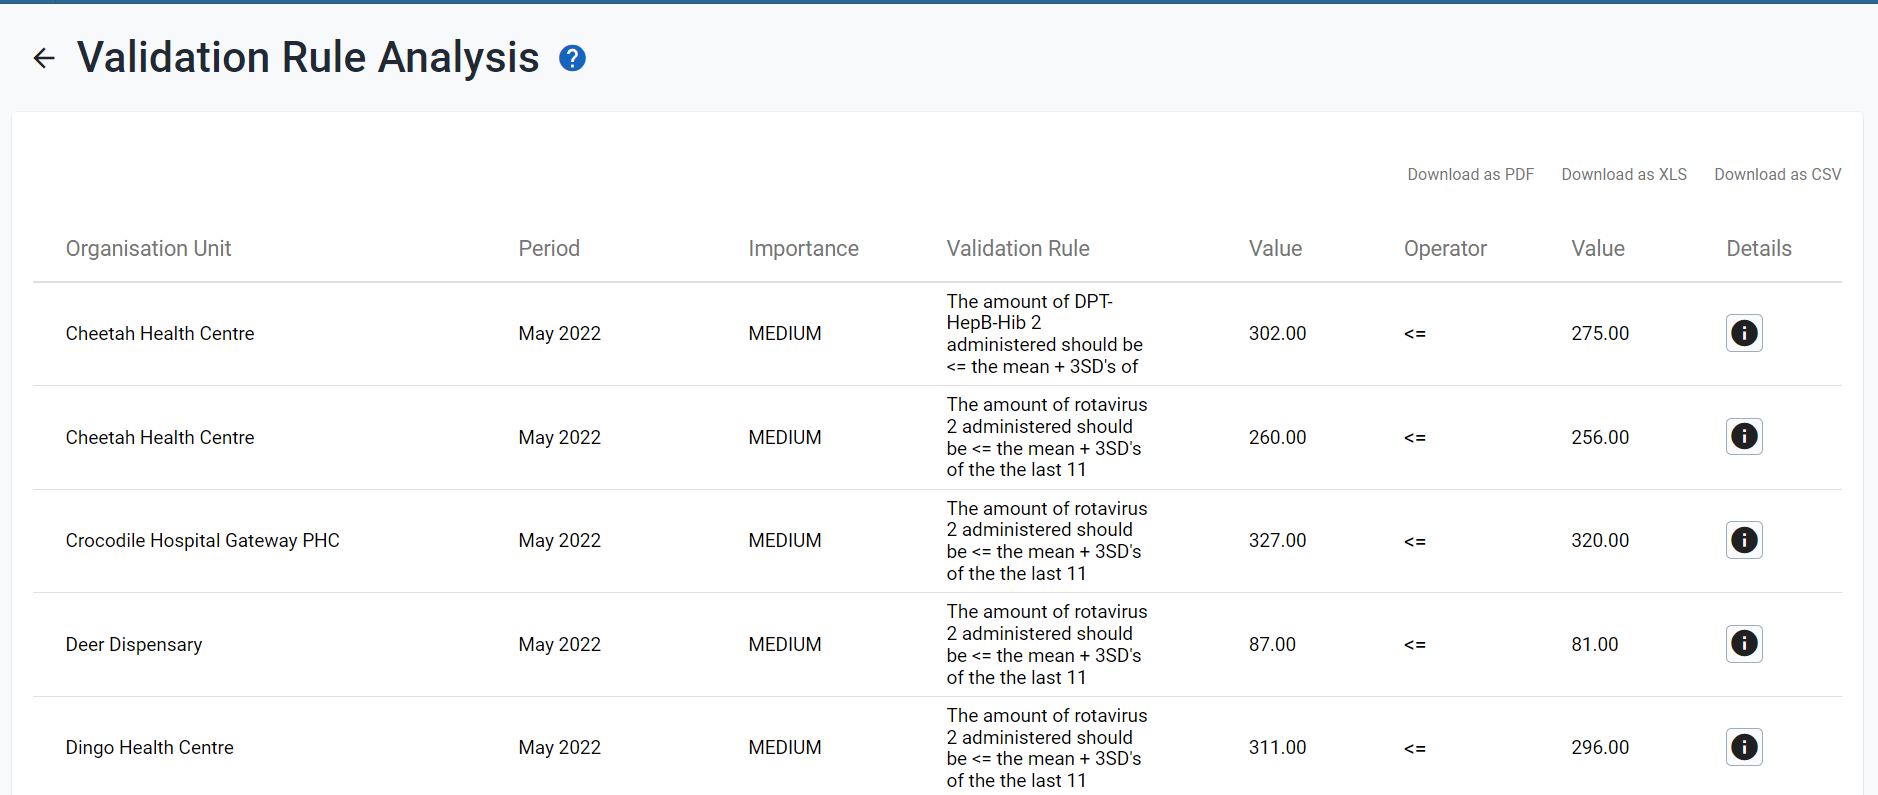 Validation Rule Analysis ?
Download as PDF Download as XLS Download as CSV
Organisation Unit Period Importance Validation Rule Value Operator Value Details
The amount of DPT-
HepB-Hib 2
Cheetah Health Centre May 2022 MEDIUM 302.00 <= 275.00
administered should be
<= the mean + 3SD's of
The amount of rotavirus
2 administered should
Cheetah Health Centre May 2022 MEDIUM 260.00 <= 256.00
be <= the mean + 3SD's
of the the last 11
The amount of rotavirus
2 administered should
Crocodile Hospital Gateway PHC May 2022 MEDIUM 327.00 <= 320.00
be <= the mean + 3SD's
of the the last 11
The amount of rotavirus
2 administered should
Deer Dispensary May 2022 MEDIUM 87.00 <= 81.00
be <= the mean + 3SD's
of the the last 11
The amount of rotavirus
2 administered should
Dingo Health Centre May 2022 MEDIUM 311.00 <= 296.00
be <= the mean + 3SD's
of the the last 11